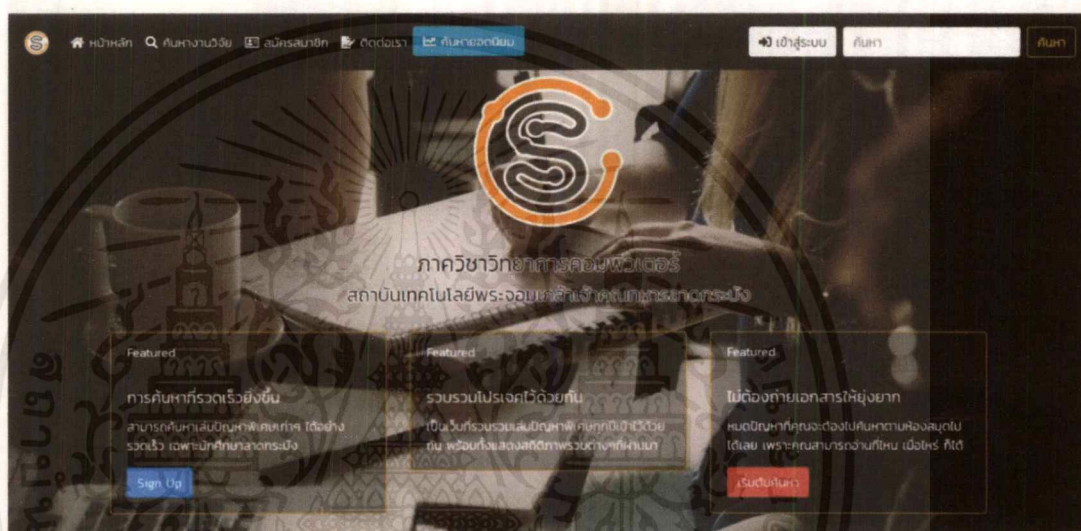 หน้าหลัก ค้นหางานวิจัย สมัครสมาชิก ติดต่อเรา ค้นหายอดนิยม เข้าสู่ระบบ ค้นหา ค้นหา
ภาควิชาวิทยาการคอมพิวเตอร์
สถาบันเทคโนโลยีพระจอมเกล้าเจ้าคุณทหารลาดกระบัง
Featured
การค้นหาที่รวดเร็วยิ่งขึ้น
สามารถค้นหาเล่มปัญหาพิเศษเก่าๆ ได้อย่าง
รวดเร็ว เฉพาะนักศึกษาลาดกระบัง
Sign Up
Featured
รวบรวมโปรเจคไว้ด้วยกัน
เป็นเว็บที่รวบรวมเล่มปัญหาพิเศษทุกปีเข้าไว้ด้วย
กัน พร้อมทั้งแสดงสถิติภาพรวมต่างๆที่ผ่านมา
Featured
ไม่ต้องถ่ายเอกสารให้ยุ่งยาก
หมดปัญหาที่คุณจะต้องไปค้นหาตามห้องสมุดไป
ได้เลย เพราะคุณสามารถอ่านที่ไหน เมื่อไหร่ ก็ได้
เริ่มต้นค้นหา